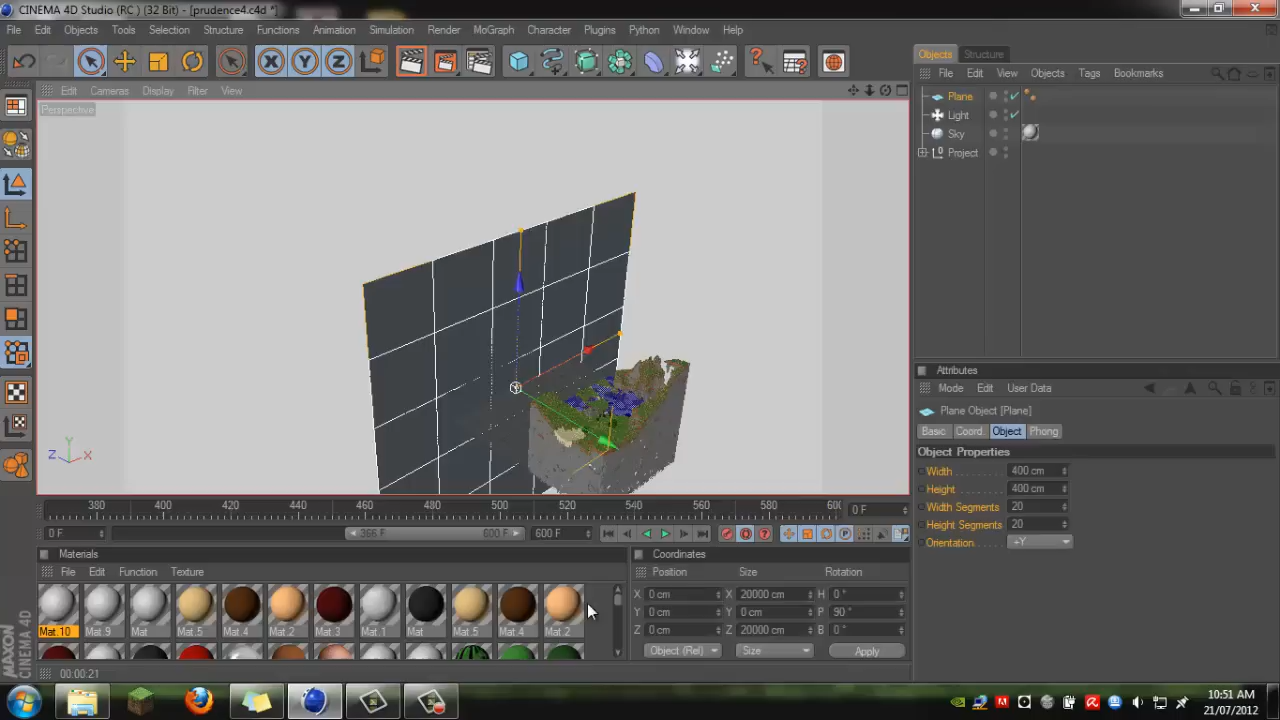 CINEMA 4D Studio (RC ) (32 Bit) - [prudence4.c4d *]
File Edit Objects Tools Selection Functions Structure Animation Simulation Render MoGraph Character Plugins Python Window Help
X Y Z
Objects Structure
File Edit View Objects Tags Bookmarks
Edit Cameras Display Filter View
Perspective
Plane
Light
Sky
Project
Y
Z X
Attributes
Mode Edit User Data
Plane Object [Plane]
Basic Coord. Object Phong
Object Properties
Width 400 cm
Height 400 cm
Width Segments 20
Height Segments 20
Orientation +Y
380 400 420 440 460 480 500 520 540 560 580 0 F
0 F 366 F 600 F 600 F
Materials
File Edit Function Texture
Mat.10 Mat.9 Mat Mat.5 Mat.4 Mat.2 Mat.3 Mat.1 Mat Mat.5 Mat.4 Mat.2
Coordinates
Position Size Rotation
X 0 cm X 20000 cm H 0 °
Y 0 cm Y 0 cm P 90 °
Z 0 cm Z 20000 cm B 0 °
Object (Rel) Size Apply
MAXON
CINEMA 4D
00:00:21
10:51 AM
21/07/2012